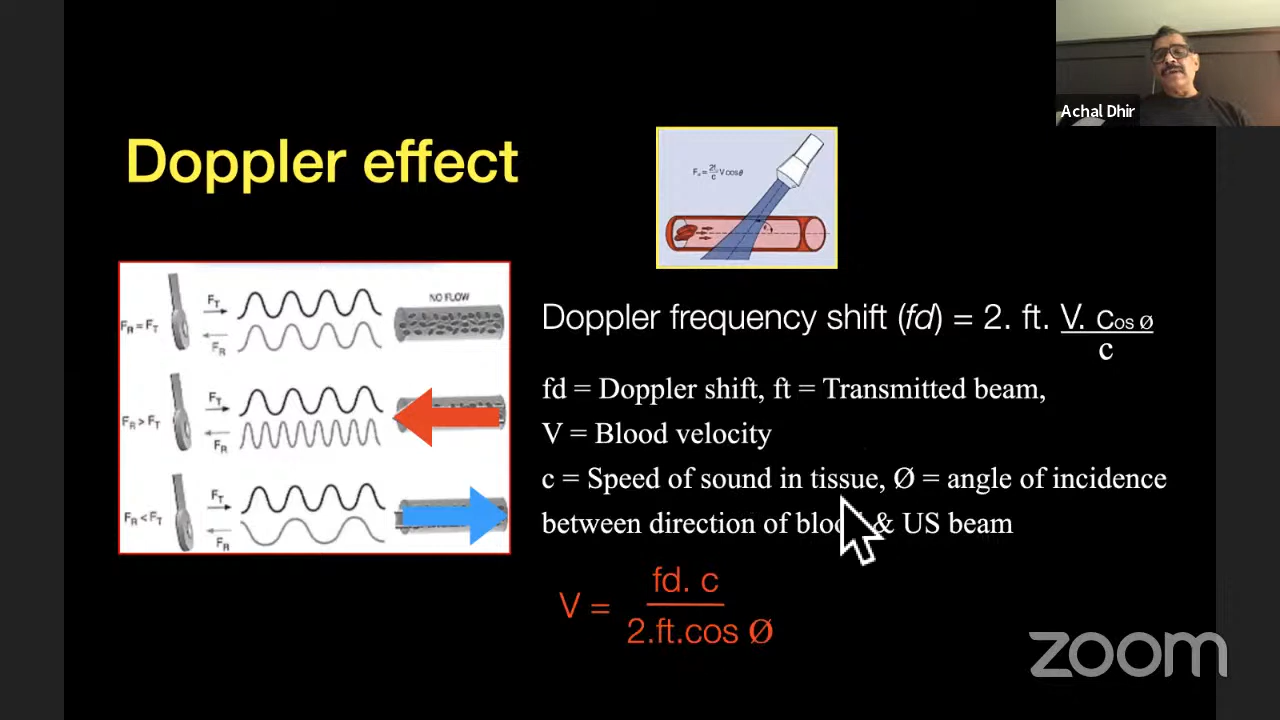 Achal Dhir
Doppler effect
NO FLOW
FT
FR = FT
FR
FT
FR > FT
FR
FT
FR < FT
FR
Doppler frequency shift (fd) = 2. ft. V. cos ø
c
fd = Doppler shift, ft = Transmitted beam,
V = Blood velocity
c = Speed of sound in tissue, Ø = angle of incidence
between direction of & US beam
V = fd. c
2.ft.cos Ø
zoom